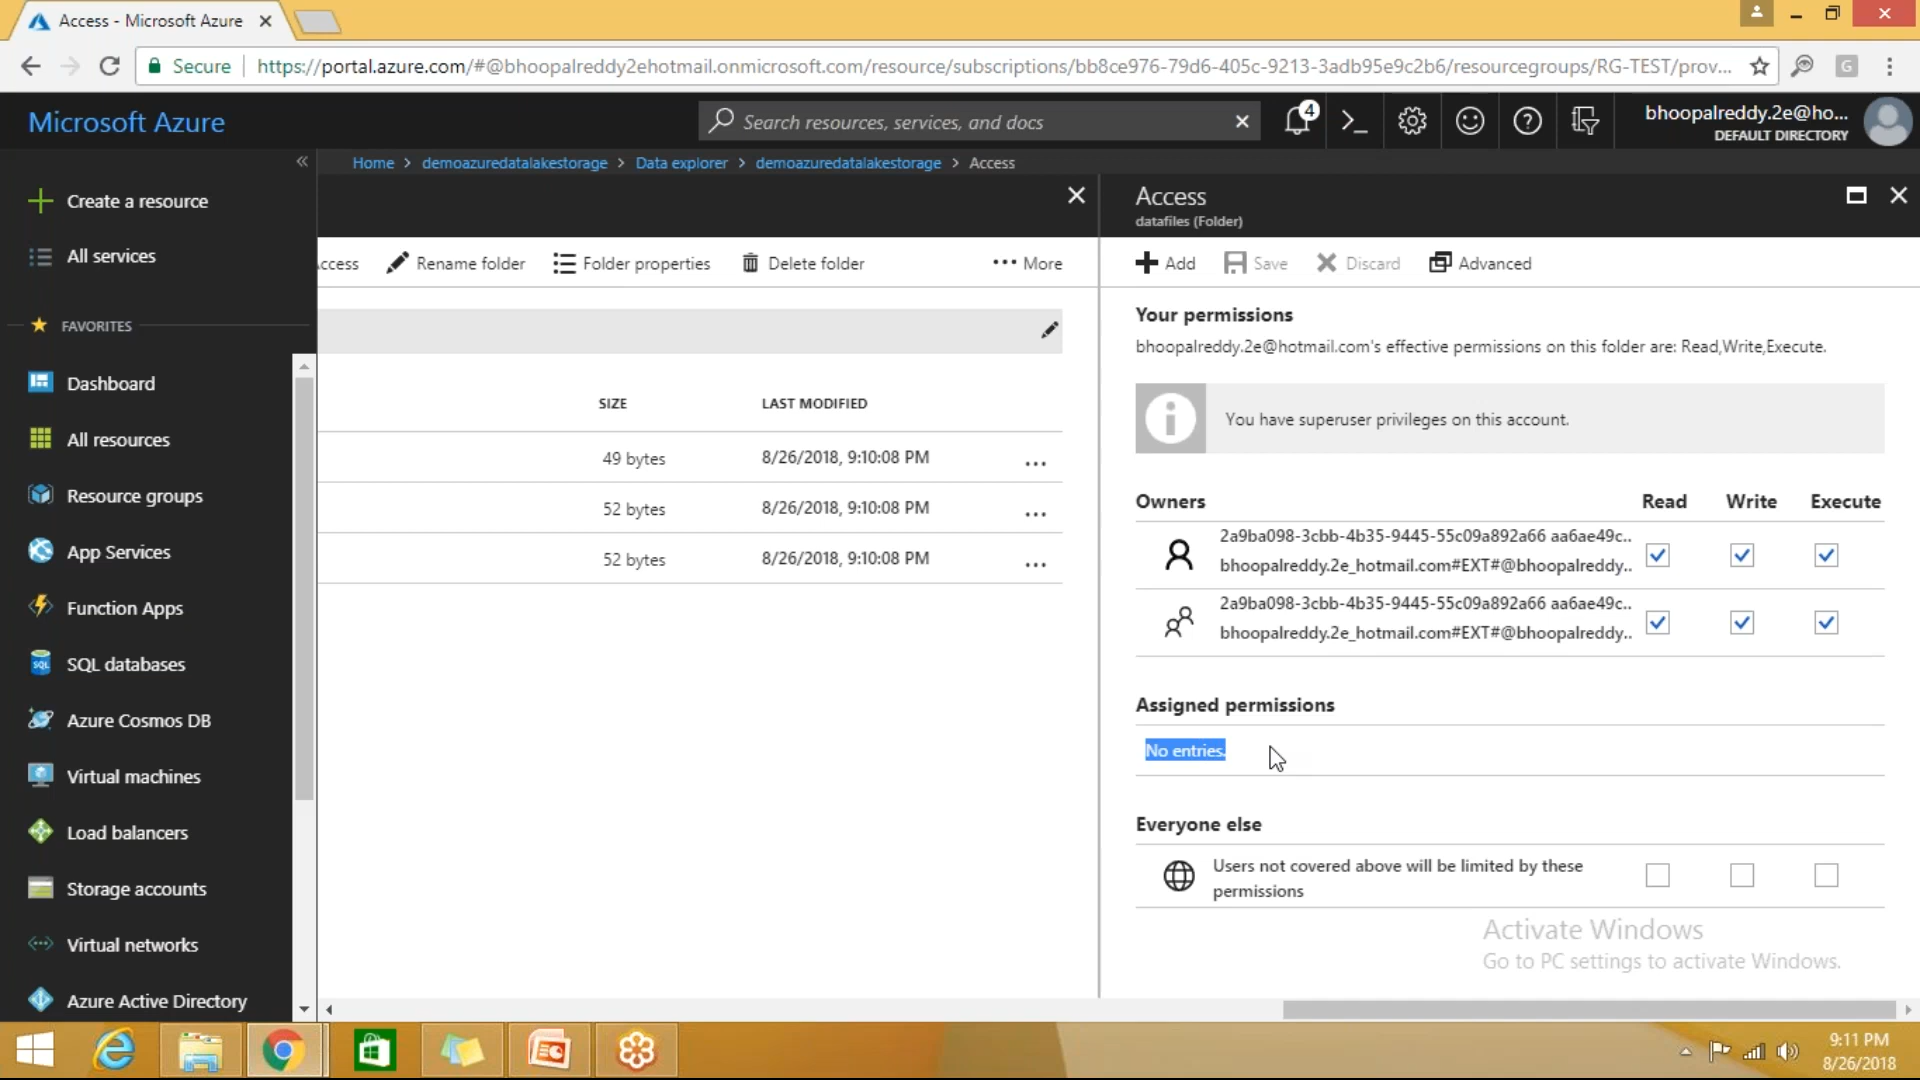 Access - Microsoft Azure
Secure
https://portal.azure.com/#@bhoopalreddy2ehotmail.onmicrosoft.com/resource/subscriptions/bb8ce976-79d6-405c-9213-3adb95e9c2b6/resourcegroups/RG-TEST/prov...
G
Microsoft Azure
Search resources, services, and docs
4
bhoopalreddy.2e@ho...
DEFAULT DIRECTORY
Home > demoazuredatalakestorage > Data explorer > demoazuredatalakestorage > Access
Create a resource
All services
FAVORITES
Dashboard
All resources
Resource groups
App Services
Function Apps
SQL databases
Azure Cosmos DB
Virtual machines
Load balancers
Storage accounts
Virtual networks
Azure Active Directory
ccess
Rename folder
Folder properties
Delete folder
More
SIZE LAST MODIFIED
49 bytes 8/26/2018, 9:10:08 PM
52 bytes 8/26/2018, 9:10:08 PM
52 bytes 8/26/2018, 9:10:08 PM
Access
datafiles (Folder)
Add Save Discard Advanced
Your permissions
bhoopalreddy.2e@hotmail.com's effective permissions on this folder are: Read,Write,Execute.
You have superuser privileges on this account.
Owners Read Write Execute
2a9ba098-3cbb-4b35-9445-55c09a892a66 aa6ae49c..
bhoopalreddy.2e_hotmail.com#EXT#@bhoopalreddy..
2a9ba098-3cbb-4b35-9445-55c09a892a66 aa6ae49c..
bhoopalreddy.2e_hotmail.com#EXT#@bhoopalreddy..
Assigned permissions
No entries.
Everyone else
Users not covered above will be limited by these
permissions
Activate Windows
Go to PC settings to activate Windows.
9:11 PM
8/26/2018